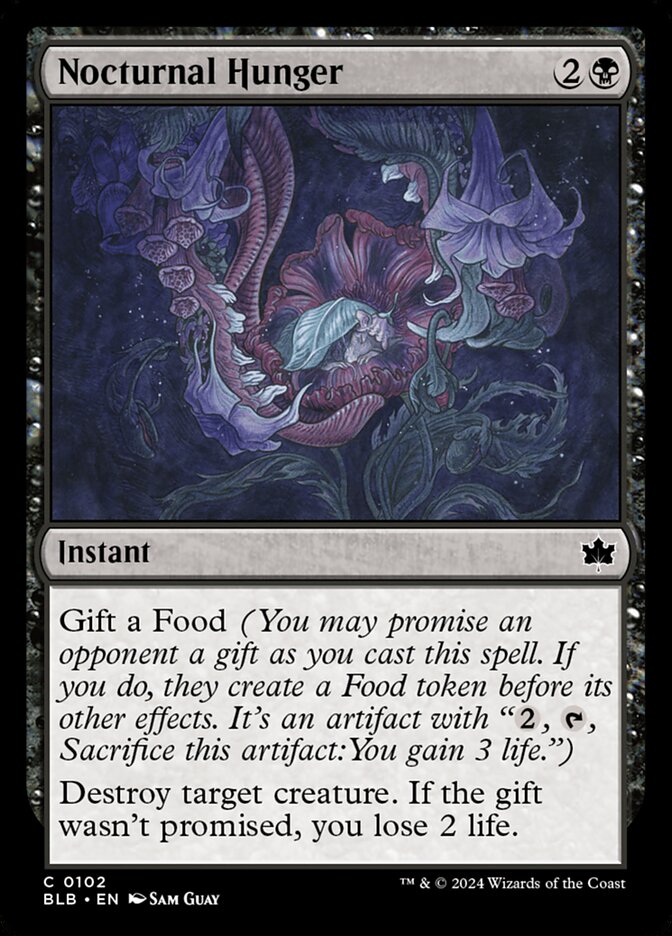 Nocturnal Hunger 2
Instant
Gift a Food (You may promise an
opponent a gift as you cast this spell. If
you do, they create a Food token before its
other effects. It's an artifact with “2, ,
Sacrifice this artifact:You gain 3 life.”)
Destroy target creature. If the gift
wasn't promised, you lose 2 life.
C 0102
BLB • EN Sam Guay
™ & © 2024 Wizards of the Coast